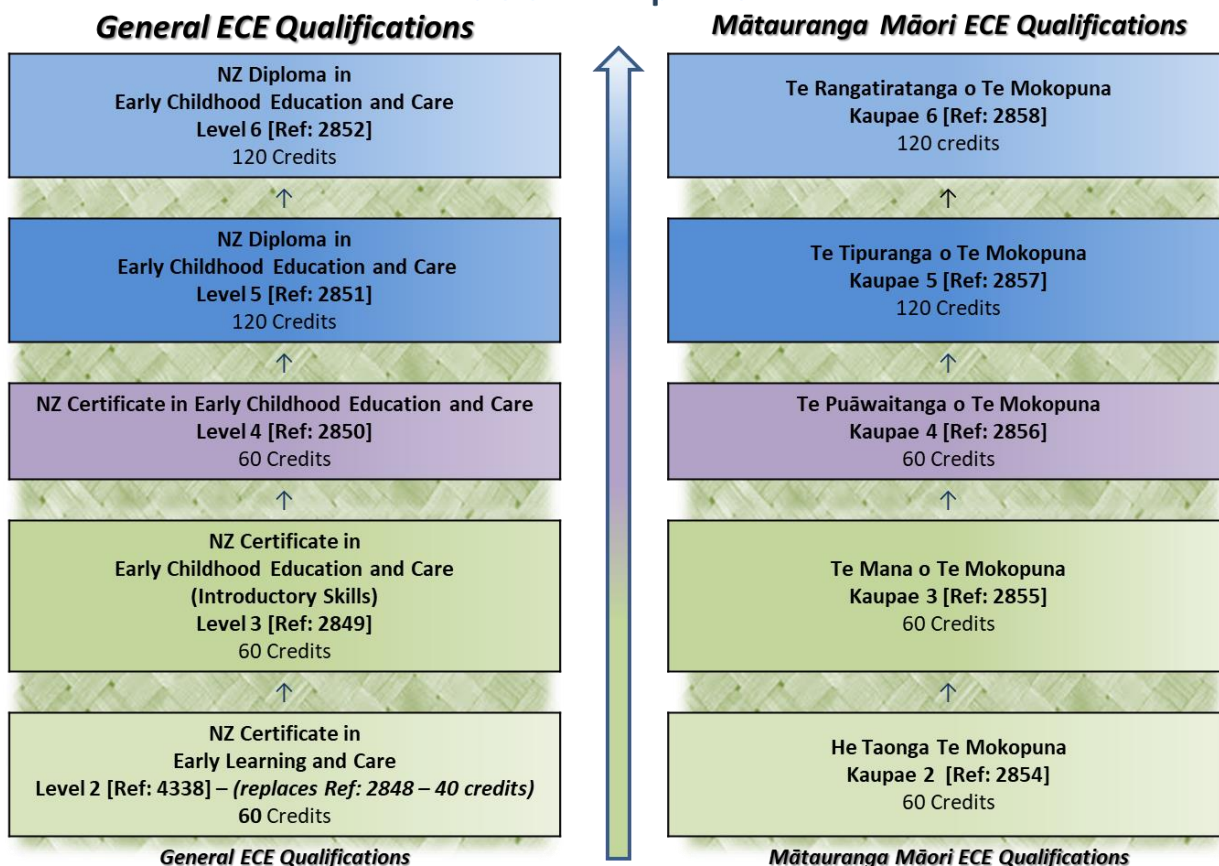 General ECE Qualifications
NZ Diploma in
Early Childhood Education and Care
Level 6 [Ref: 2852]
120 Credits
↑
NZ Diploma in
Early Childhood Education and Care
Level 5 [Ref: 2851]
120 Credits
↑
NZ Certificate in Early Childhood Education and Care
Level 4 [Ref: 2850]
60 Credits
↑
NZ Certificate in
Early Childhood Education and Care
(Introductory Skills)
Level 3 [Ref: 2849]
60 Credits
↑
NZ Certificate in
Early Learning and Care
Level 2 [Ref: 4338] – (replaces Ref: 2848 – 40 credits)
60 Credits
General ECE Qualifications
Mātauranga Māori ECE Qualifications
Te Rangatiratanga o Te Mokopuna
Kaupae 6 [Ref: 2858]
120 credits
↑
Te Tipuranga o Te Mokopuna
Kaupae 5 [Ref: 2857]
120 Credits
↑
Te Puāwaitanga o Te Mokopuna
Kaupae 4 [Ref: 2856]
60 Credits
↑
Te Mana o Te Mokopuna
Kaupae 3 [Ref: 2855]
60 Credits
↑
He Taonga Te Mokopuna
Kaupae 2 [Ref: 2854]
60 Credits
Mātauranga Māori ECE Qualifications